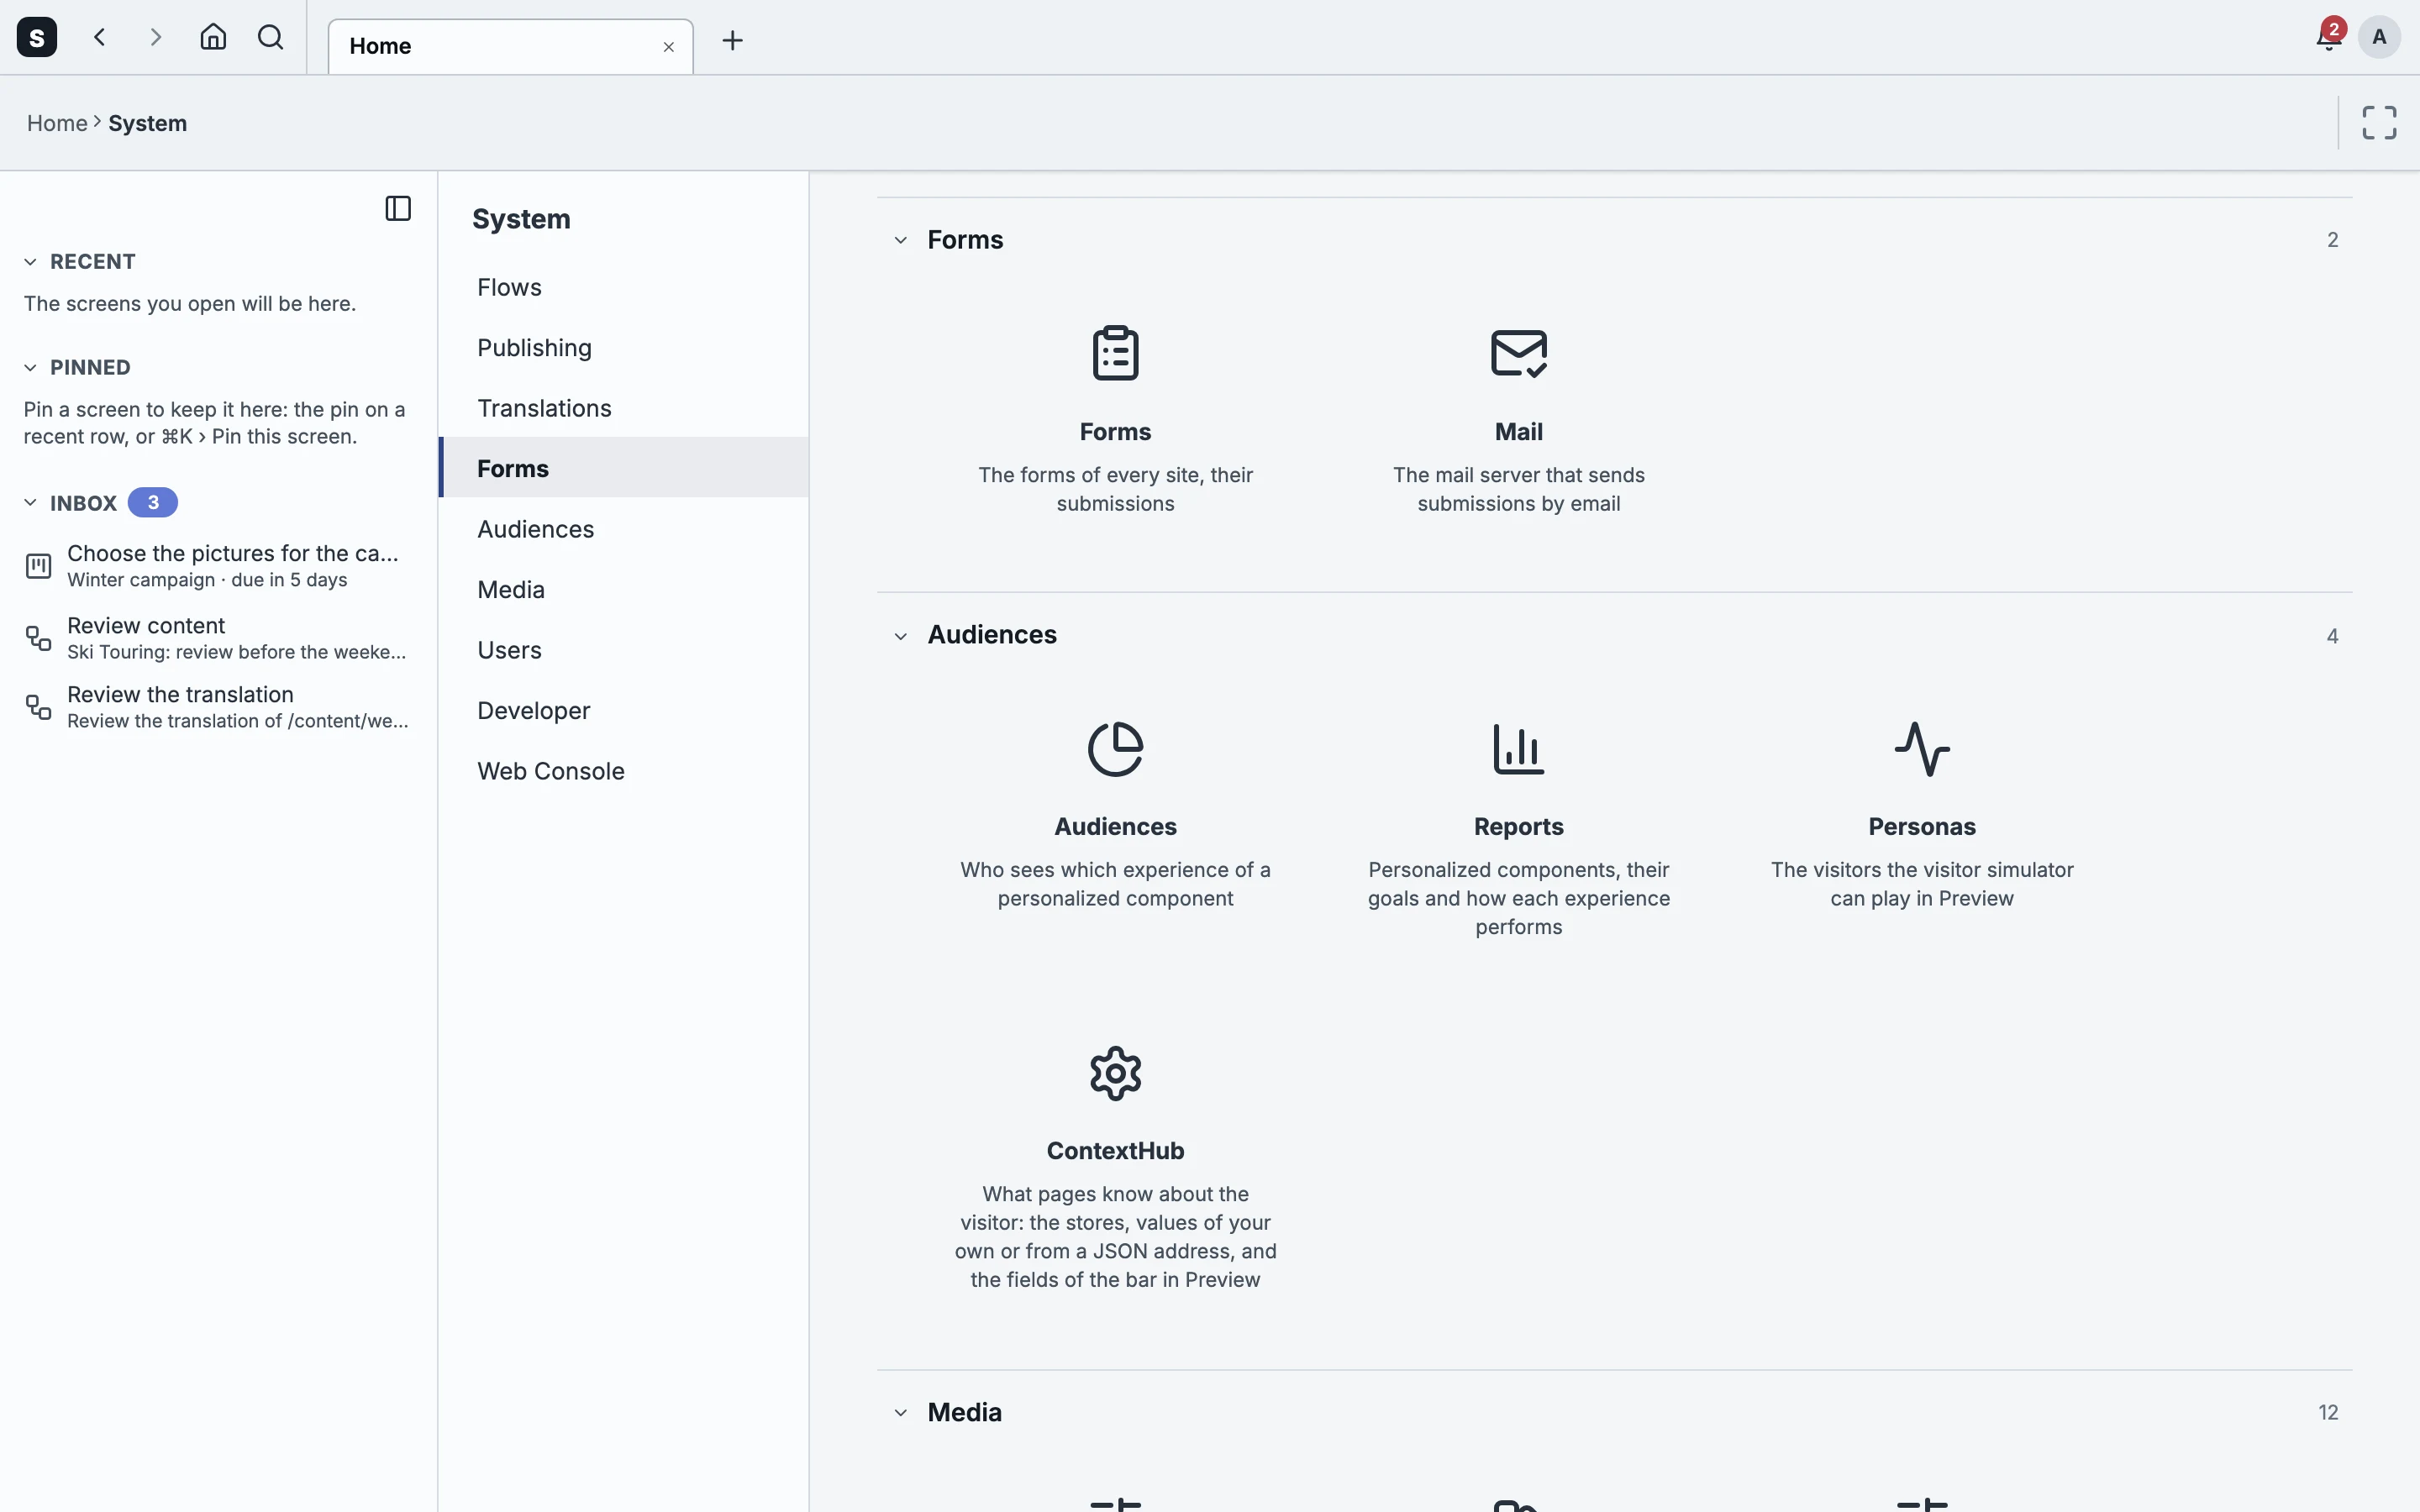 S
Home
2
A
Home
System
RECENT
The screens you open will be here.
PINNED
Pin a screen to keep it here: the pin on a
recent row, or ⌘K › Pin this screen.
INBOX 3
Choose the pictures for the ca...
Winter campaign · due in 5 days
Review content
Ski Touring: review before the weeke...
Review the translation
Review the translation of /content/we...
System
Flows
Publishing
Translations
Forms
Audiences
Media
Users
Developer
Web Console
Forms
2
Forms
The forms of every site, their
submissions
Mail
The mail server that sends
submissions by email
Audiences
4
Audiences
Who sees which experience of a
personalized component
Reports
Personalized components, their
goals and how each experience
performs
Personas
The visitors the visitor simulator
can play in Preview
ContextHub
What pages know about the
visitor: the stores, values of your
own or from a JSON address, and
the fields of the bar in Preview
Media
12